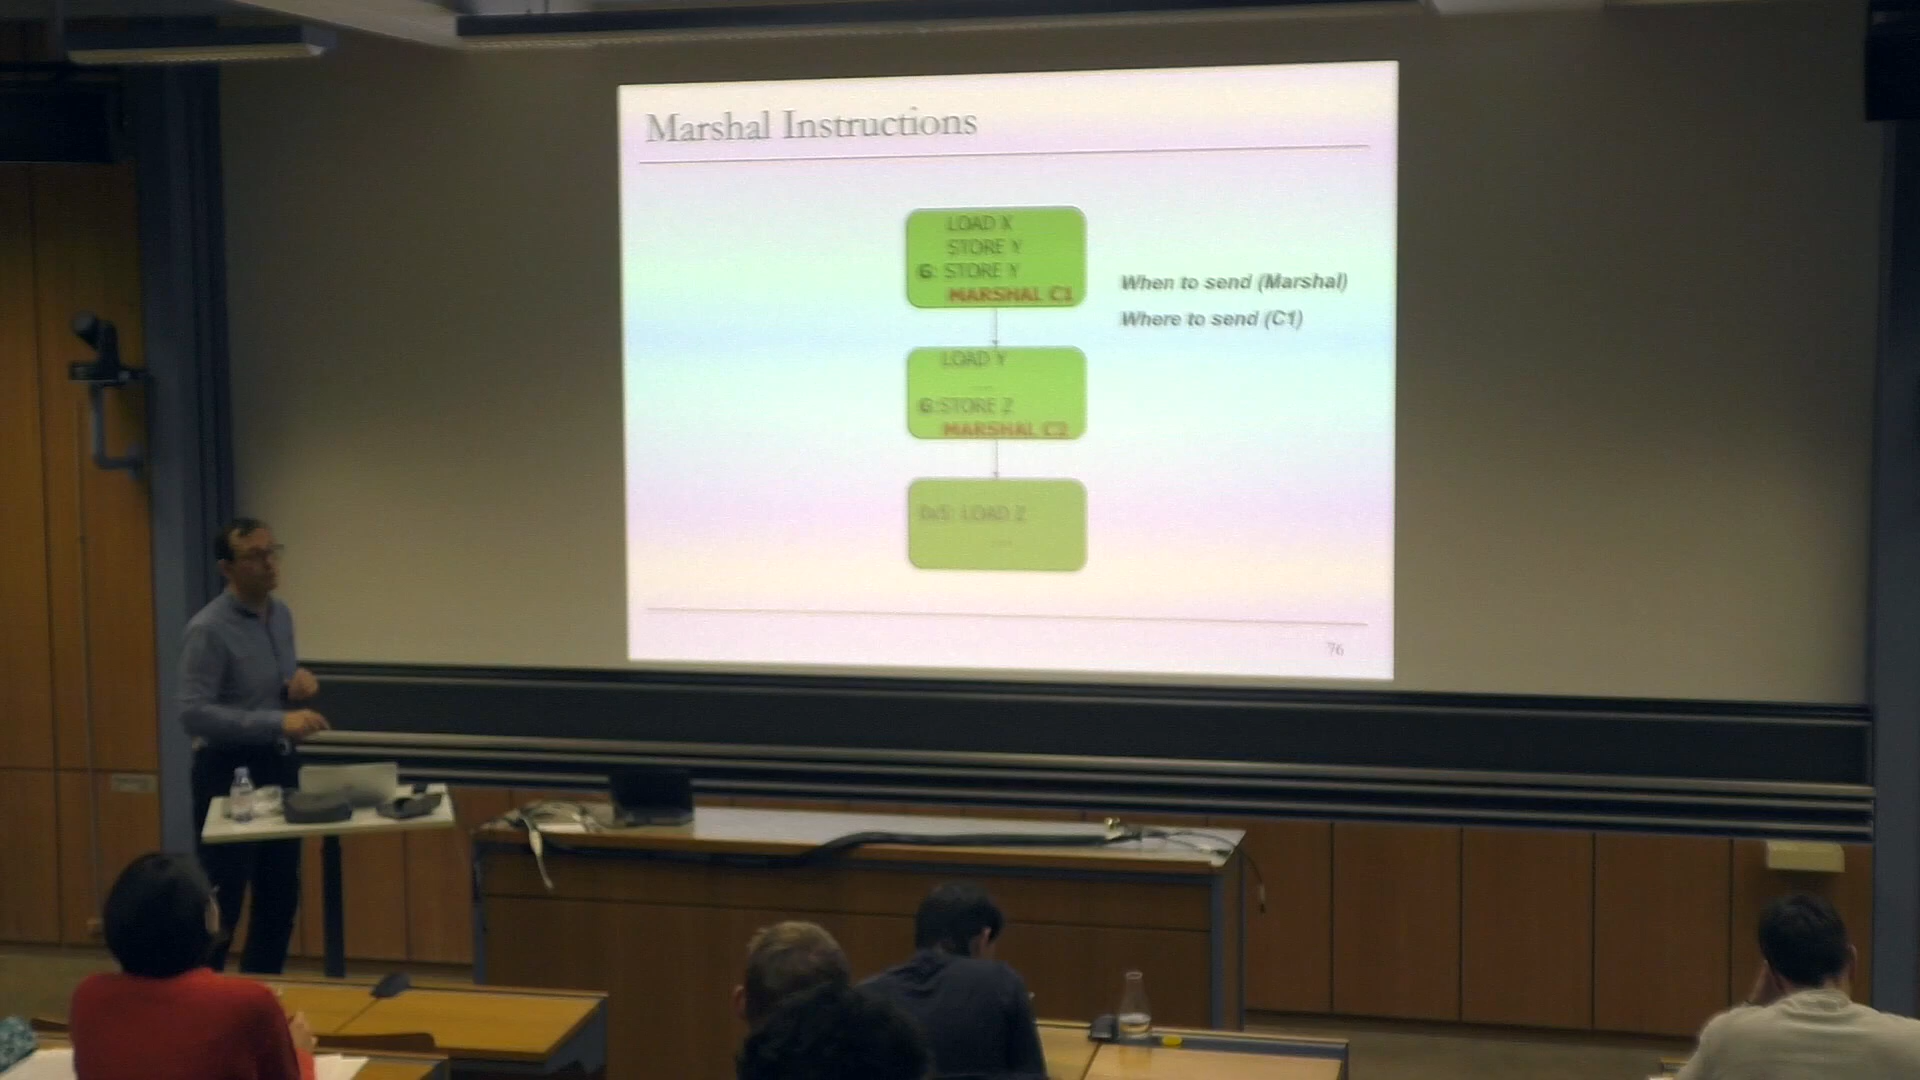 Marshal Instructions
LOAD X
STORE Y
G: STORE Y
MARSHAL C1
When to send (Marshal)
Where to send (C1)
LOAD Y
....
G:STORE Z
MARSHAL C2
0x5: LOAD Z
....
76